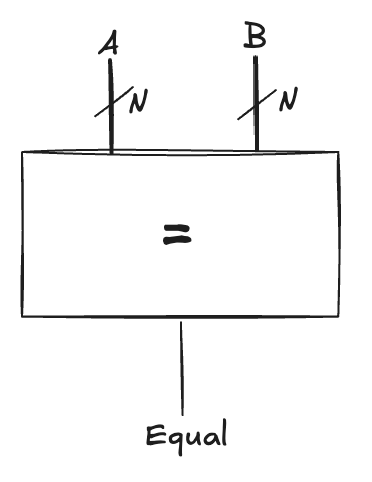 A B
N N
=
Equal